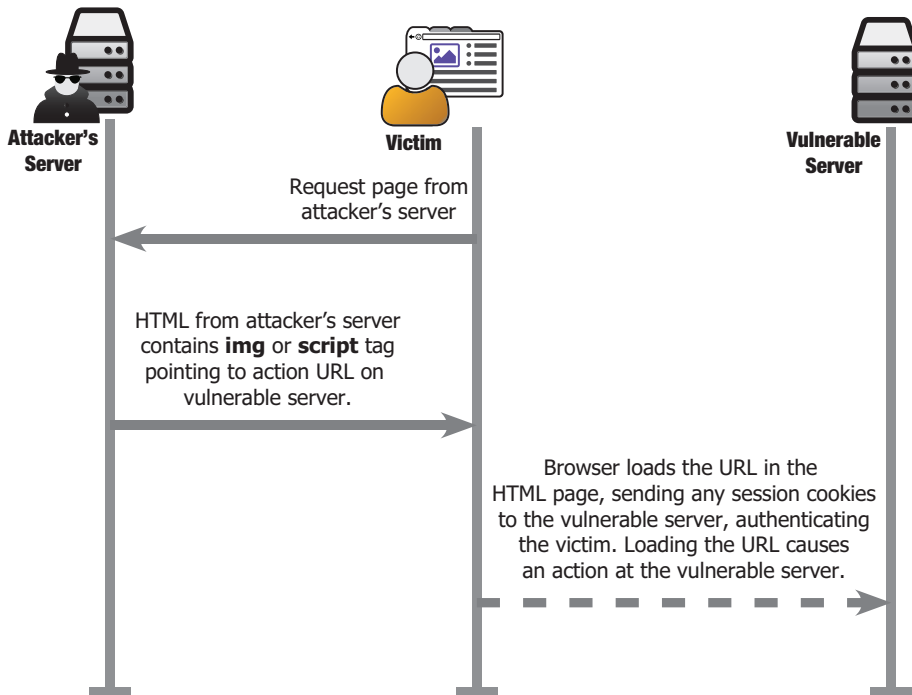 Attacker's
Server
Victim
Vulnerable
Server
Request page from
attacker's server
HTML from attacker's server
contains img or script tag
pointing to action URL on
vulnerable server.
Browser loads the URL in the
HTML page, sending any session cookies
to the vulnerable server, authenticating
the victim. Loading the URL causes
an action at the vulnerable server.